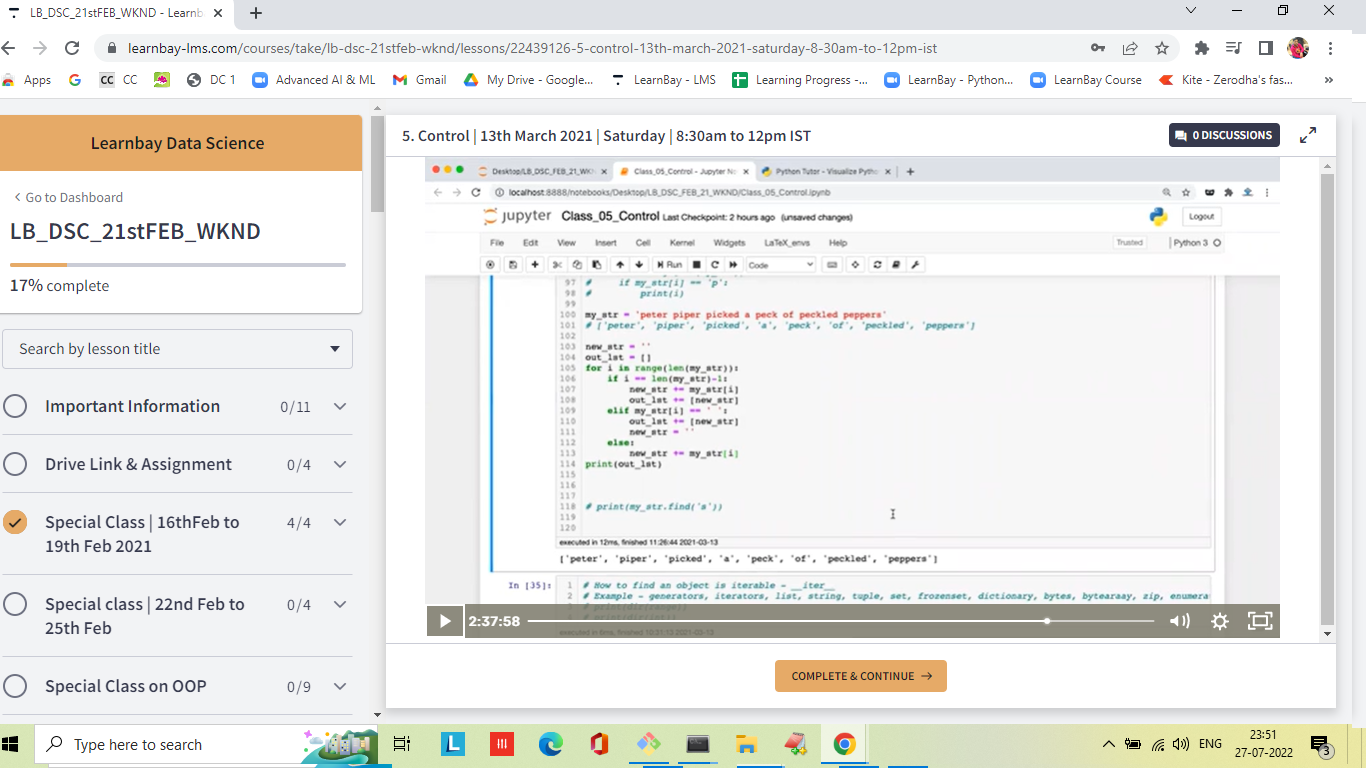 LB_DSC_21stFEB_WKND - Learnb
learnbay-lms.com/courses/take/lb-dsc-21stfeb-wknd/lessons/22439126-5-control-13th-march-2021-saturday-8-30am-to-12pm-ist
Apps CC CC DC 1 Advanced AI & ML Gmail My Drive - Google... LearnBay - LMS Learning Progress -... LearnBay - Python... LearnBay Course Kite - Zerodha's fas... »
Learnbay Data Science
Go to Dashboard
LB_DSC_21stFEB_WKND
17% complete
Search by lesson title
Important Information 0/11
Drive Link & Assignment 0/4
Special Class | 16thFeb to 4/4
19th Feb 2021
Special class | 22nd Feb to 0/4
25th Feb
Special Class on OOP 0/9
5. Control | 13th March 2021 | Saturday | 8:30am to 12pm IST
0 DISCUSSIONS
Desktop/LB_DSC_FEB_21_WKN Class_05_Control - Jupyter No Python Tutor - Visualize Pytho
localhost:8888/notebooks/Desktop/LB_DSC_FEB_21_WKND/Class_05_Control.ipynb
jupyter Class_05_Control Last Checkpoint: 2 hours ago (unsaved changes) Logout
File Edit View Insert Cell Kernel Widgets LaTeX_envs Help Trusted Python 3
Run Code
97 # if my_str[i] == 'p':
98 # print(i)
99
100 my_str = 'peter piper picked a peck of peckled peppers'
101 # ['peter', 'piper', 'picked', 'a', 'peck', 'of', 'peckled', 'peppers']
102
103 new_str = ''
104 out_lst = []
105 for i in range(len(my_str)):
106 if i == len(my_str)-1:
107 new_str += my_str[i]
108 out_lst += [new_str]
109 elif my_str[i] == ' ':
110 out_lst += [new_str]
111 new_str = ''
112 else:
113 new_str += my_str[i]
114 print(out_lst)
115
116
117
118 # print(my_str.find('a'))
119
120
executed in 12ms, finished 11:26:44 2021-03-13
['peter', 'piper', 'picked', 'a', 'peck', 'of', 'peckled', 'peppers']
In [35]: 1 # How to find an object is iterable - __iter__
2 # Example - generators, iterators, list, string, tuple, set, frozenset, dictionary, bytes, bytearaay, zip, enumera
3 # print(dir(range))
2:37:58
executed in 8ms, finished 10:31:13 2021-03-13
COMPLETE & CONTINUE
Type here to search
ENG
23:51
27-07-2022
3